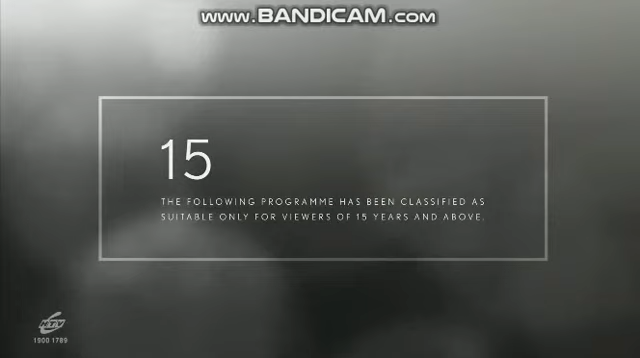 www.BANDICAM.com
15
THE FOLLOWING PROGRAMME HAS BEEN CLASSIFIED AS
SUITABLE ONLY FOR VIEWERS OF 15 YEARS AND ABOVE.
1900 1789